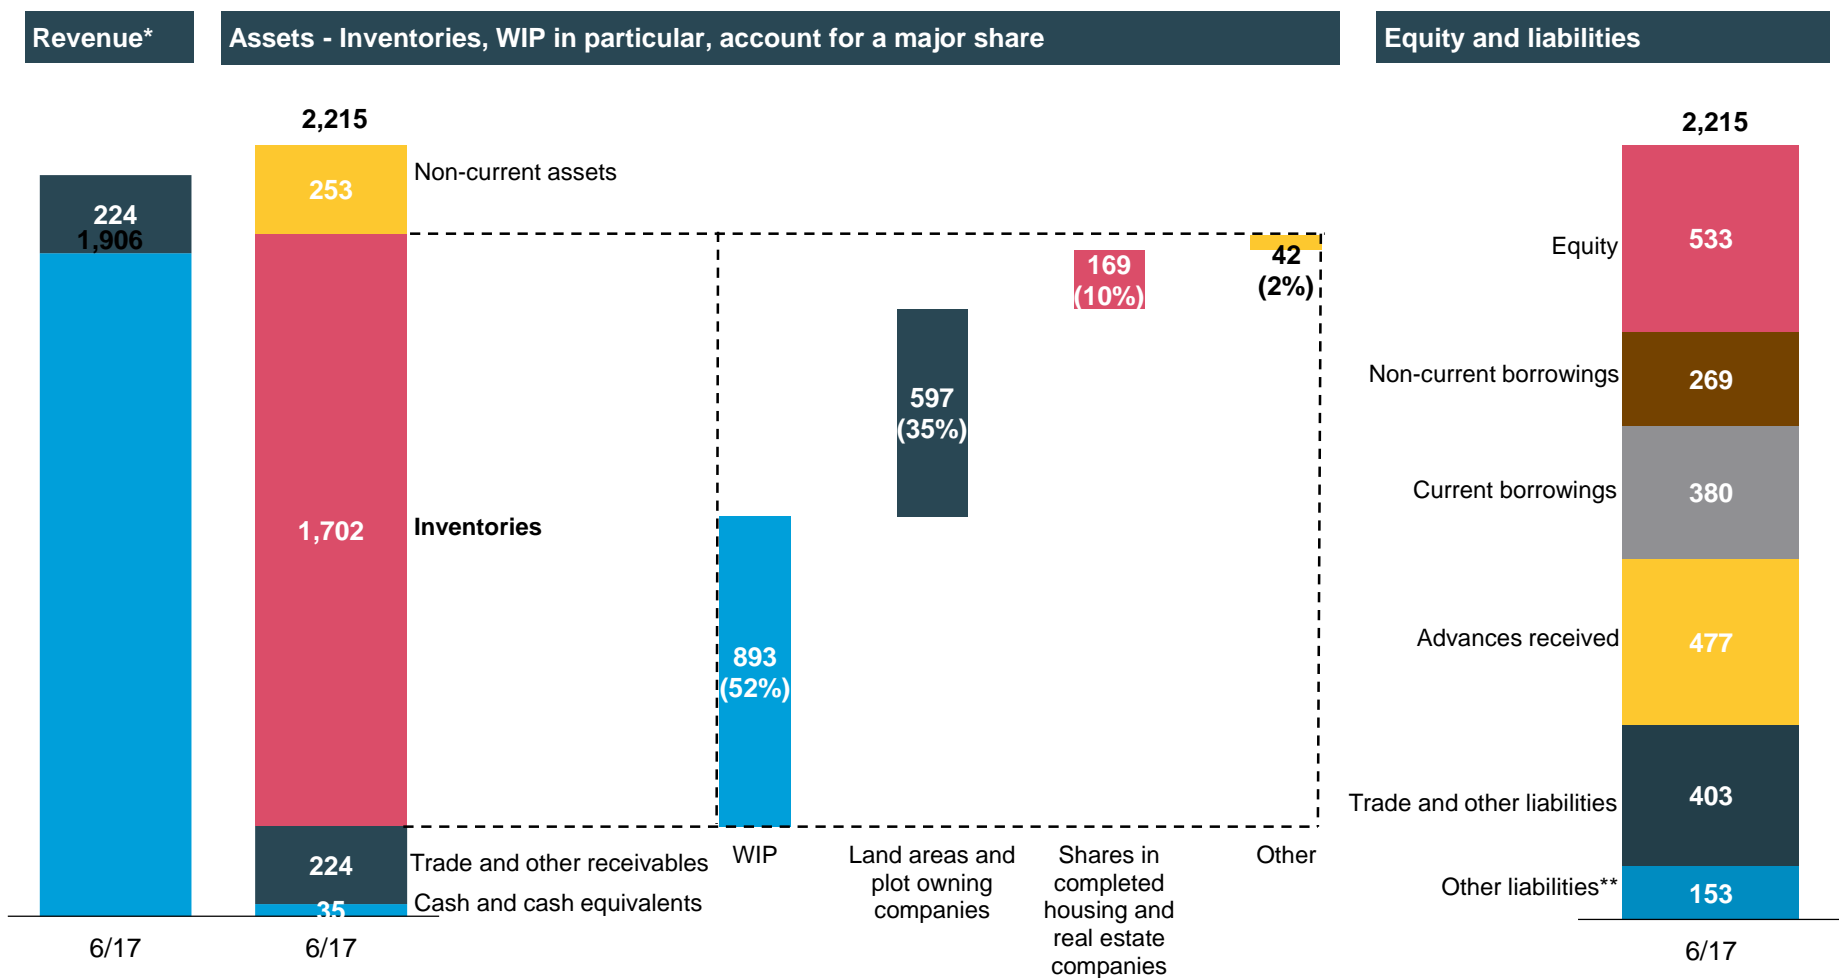 Revenue*
Assets - Inventories, WIP in particular, account for a major share
Equity and liabilities
224
1,906
6/17
2,215
253
Non-current assets
1,702
Inventories
224
Trade and other receivables
35
Cash and cash equivalents
6/17
893
(52%)
WIP
597
(35%)
Land areas and
plot owning
companies
169
(10%)
Shares in
completed
housing and
real estate
companies
42
(2%)
Other
2,215
Equity
533
Non-current borrowings
269
Current borrowings
380
Advances received
477
Trade and other liabilities
403
Other liabilities**
153
6/17